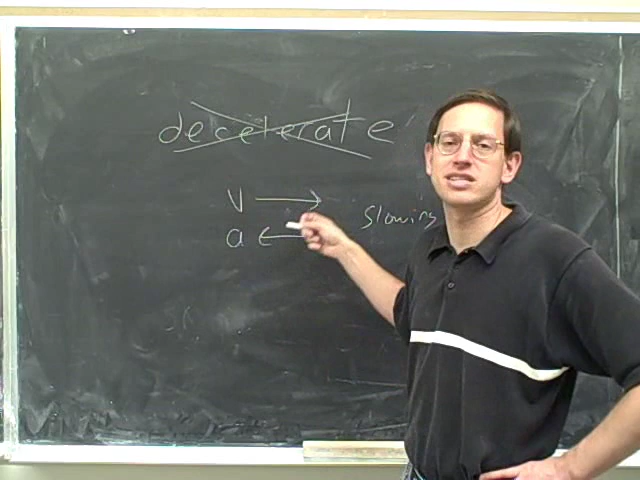 decelerate
V →
slowing
a ←